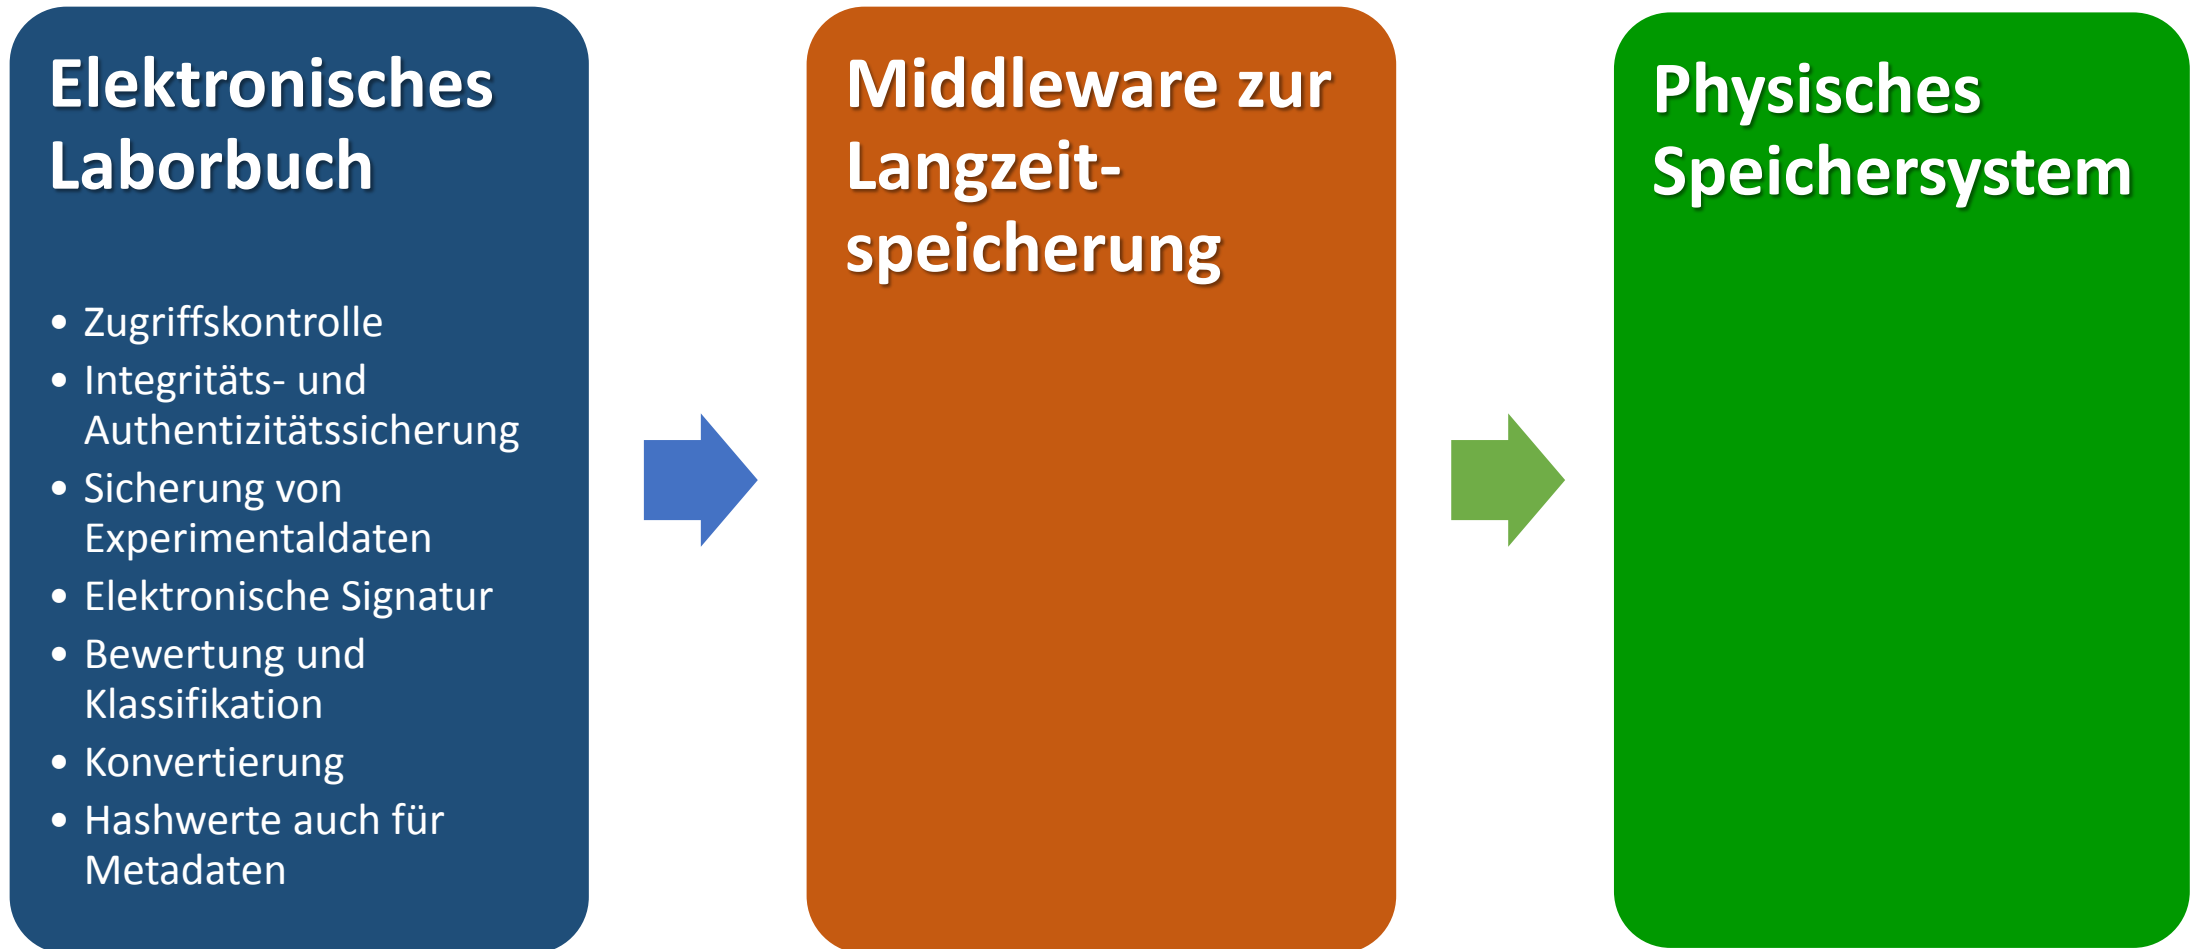 Elektronisches
Laborbuch
• Zugriffskontrolle
• Integritäts- und
Authentizitätssicherung
• Sicherung von
Experimentaldaten
• Elektronische Signatur
• Bewertung und
Klassifikation
• Konvertierung
• Hashwerte auch für
Metadaten
Middleware zur
Langzeit-
speicherung
Physisches
Speichersystem